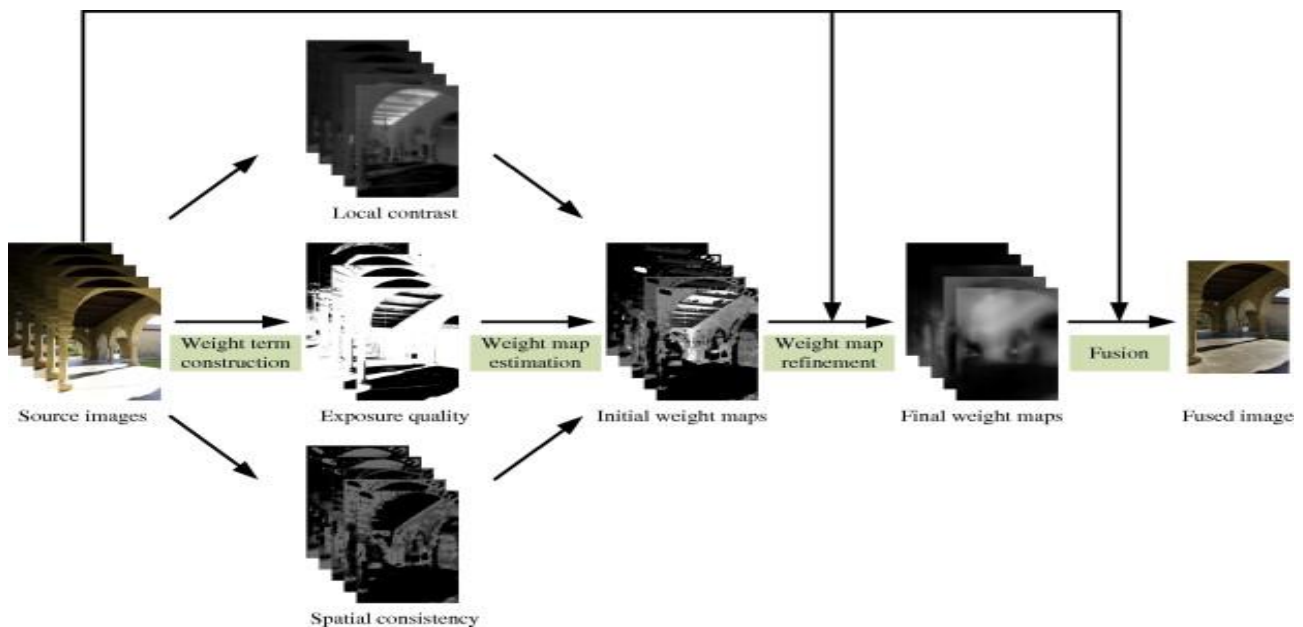 Local contrast
Weight term
construction
Weight map
estimation
Weight map
refinement
Fusion
Source images
Exposure quality
Initial weight maps
Final weight maps
Fused image
Spatial consistency